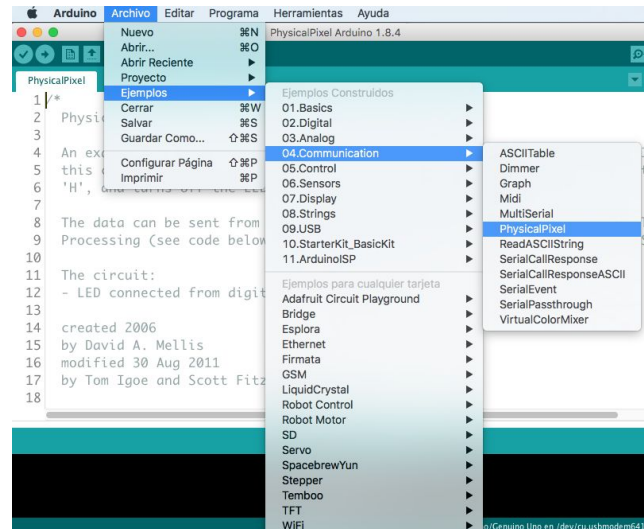 Arduino Archivo Editar Programa Herramientas Ayuda
PhysicalPixel Arduino 1.8.4
Nuevo ⌘N
Abrir... ⌘O
Abrir Reciente
Proyecto
Ejemplos
Cerrar ⌘W
Salvar ⌘S
Guardar Como... ⇧⌘S
Configurar Página ⇧⌘P
Imprimir ⌘P
Ejemplos Construidos
01.Basics
02.Digital
03.Analog
04.Communication
05.Control
06.Sensors
07.Display
08.Strings
09.USB
10.StarterKit_BasicKit
11.ArduinoISP
Ejemplos para cualquier tarjeta
Adafruit Circuit Playground
Bridge
Esplora
Ethernet
Firmata
GSM
LiquidCrystal
Robot Control
Robot Motor
SD
Servo
SpacebrewYun
Stepper
Temboo
TFT
WiFi
ASCIITable
Dimmer
Graph
Midi
MultiSerial
PhysicalPixel
ReadASCIIString
SerialCallResponse
SerialCallResponseASCII
SerialEvent
SerialPassthrough
VirtualColorMixer
PhysicalPixel
1 /*
2 Physi
3
4 An exa
5 this
6 'H', and turns off the LED
7
8 The data can be sent from
9 Processing (see code below
10
11 The circuit:
12 - LED connected from digit
13
14 created 2006
15 by David A. Mellis
16 modified 30 Aug 2011
17 by Tom Igoe and Scott Fitz
18
o/Genuino Uno en /dev/cu.usbmodem64